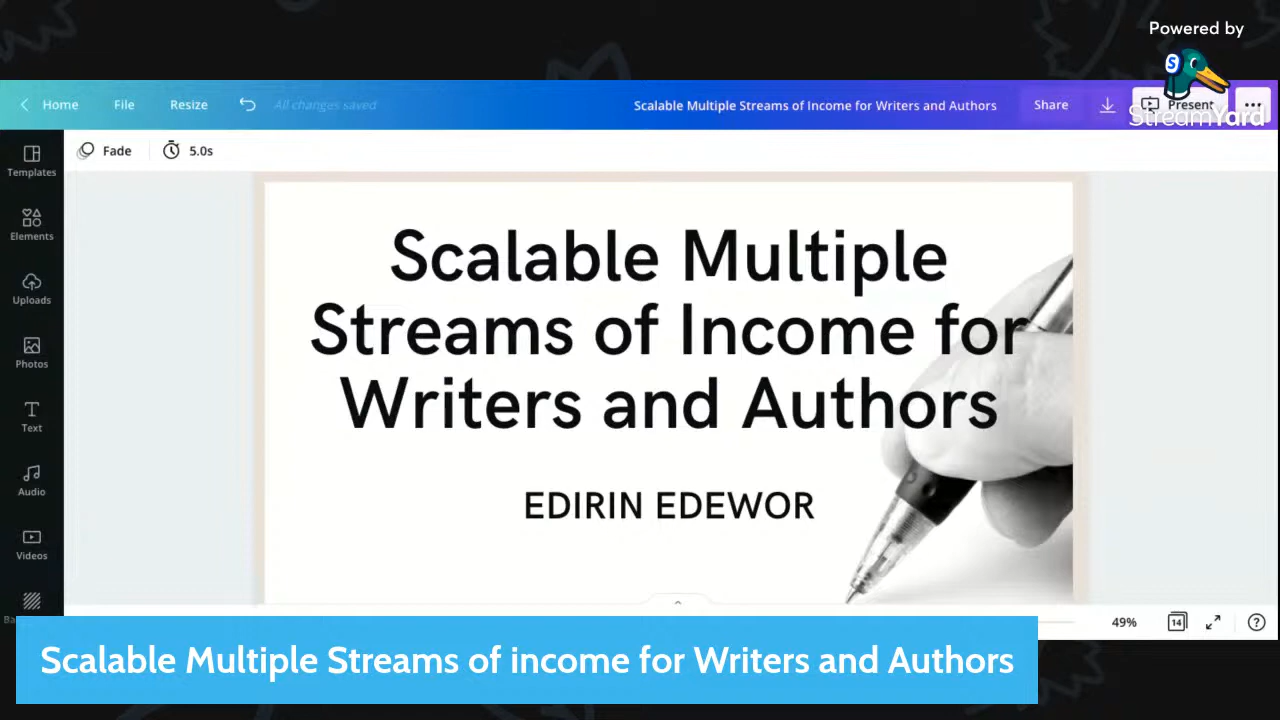 Powered by
S
StreamYard
Home
File
Resize
All changes saved
Scalable Multiple Streams of Income for Writers and Authors
Share
Present
Fade
5.0s
Templates
Elements
Uploads
Photos
Text
Audio
Videos
Scalable Multiple
Streams of Income for
Writers and Authors
EDIRIN EDEWOR
49%
14
Scalable Multiple Streams of income for Writers and Authors